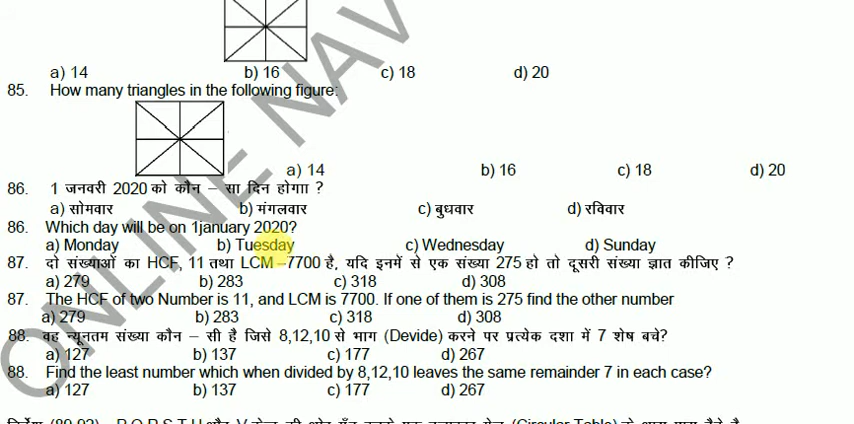 a) 14 b) 16 c) 18 d) 20
85. How many triangles in the following figure:
a) 14 b) 16 c) 18 d) 20
86. 1 जनवरी 2020 को कौन – सा दिन होगाा ?
a) सोमवार b) मंगलवार c) बुधवार d) रविवार
86. Which day will be on 1january 2020?
a) Monday b) Tuesday c) Wednesday d) Sunday
87. दो संख्याओं का HCF, 11 तथा LCM –7700 है, यदि इनमें से एक संख्या 275 हो तो दूसरी संख्या ज्ञात कीजिए ?
a) 279 b) 283 c) 318 d) 308
87. The HCF of two Number is 11, and LCM is 7700. If one of them is 275 find the other number
a) 279 b) 283 c) 318 d) 308
88. वह न्यूनतम संख्या कौन – सी है जिसे 8,12,10 से भाग (Devide) करने पर प्रत्येक दशा में 7 शेष बचे?
a) 127 b) 137 c) 177 d) 267
88. Find the least number which when divided by 8,12,10 leaves the same remainder 7 in each case?
a) 127 b) 137 c) 177 d) 267
ONLINE NAV